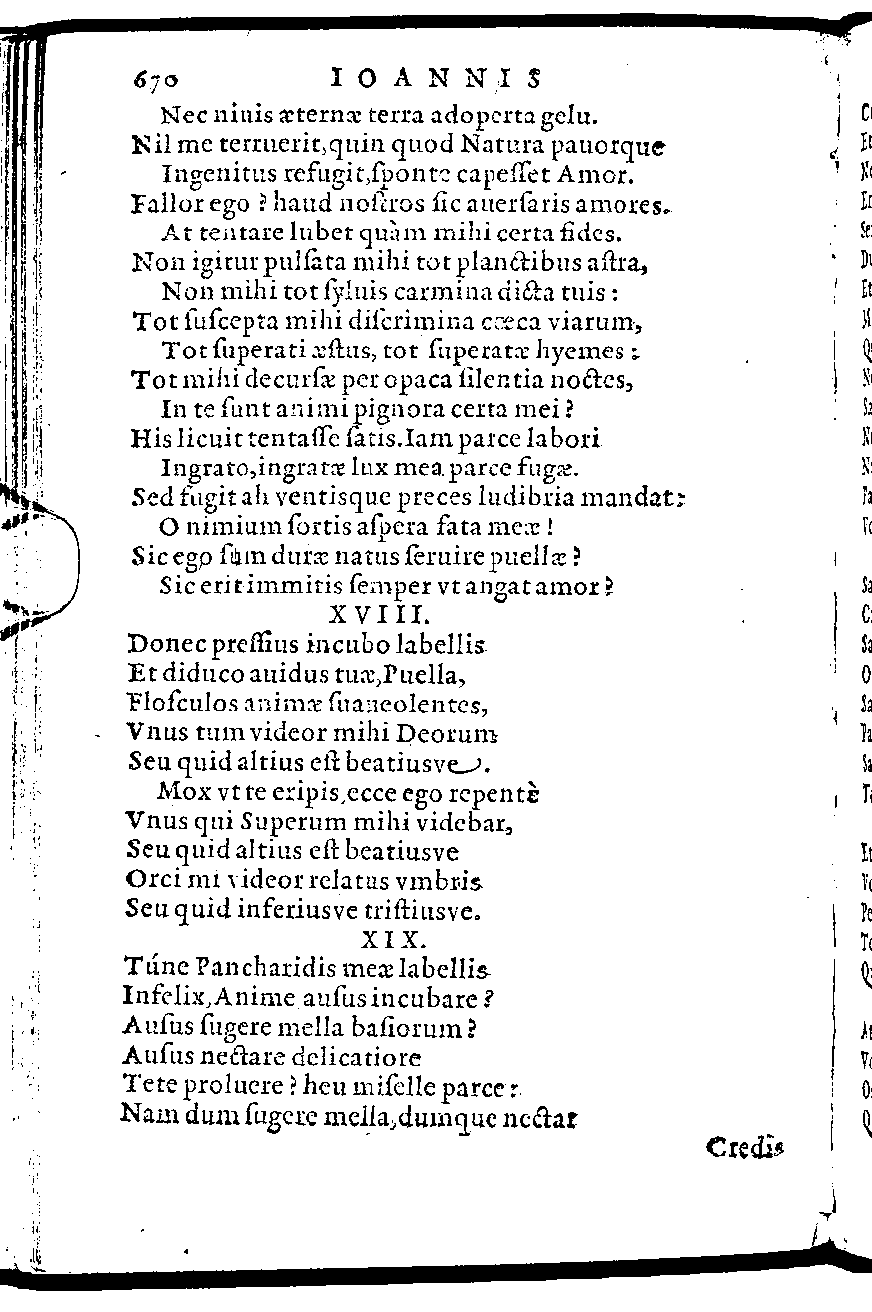 670 IOANNIS
Nec niuis æternæ terra adoperta gelu.
Nil me terruerit, quin quod Natura pauorque
Ingenitus refugit, ſponte capeſſet Amor.
Fallor ego ? haud noſtros ſic auerſaris amores.
At tentare lubet quàm mihi certa fides.
Non igitur pulſata mihi tot planctibus aſtra,
Non mihi tot ſyluis carmina dicta tuis :
Tot ſuſcepta mihi diſcrimina cæca viarum,
Tot ſuperati æſtus, tot ſuperatæ hyemes :
Tot mihi decurſæ per opaca ſilentia noctes,
In te ſunt animi pignora certa mei ?
His licuit tentaſſe ſatis. Iam parce labori
Ingrato, ingratæ lux mea parce fugæ.
Sed fugit ah ventisque preces ludibria mandat :
O nimium ſortis aſpera fata meæ !
Sic ego ſum duræ natus ſeruire puellæ ?
Sic erit immitis ſemper vt angat amor ?
XVIII.
Donec preſſius incubo labellis
Et diduco auidus tuæ, Puella,
Floſculos animæ ſuaueolentes,
Vnus tum videor mihi Deorum
Seu quid altius eſt beatiusve.
Mox vt te eripis, ecce ego repentè
Vnus qui Superum mihi videbar,
Seu quid altius eſt beatiusve
Orci mi videor relatus vmbris
Seu quid inferiusve triſtiusve.
XIX.
Túne Pancharidis meæ labellis
Infelix, Anime auſus incubare ?
Auſus ſugere mella baſiorum ?
Auſus nectare delicatiore
Tete proluere ? heu miſelle parce :
Nam dum ſugere mella, dumque nectar
Credis